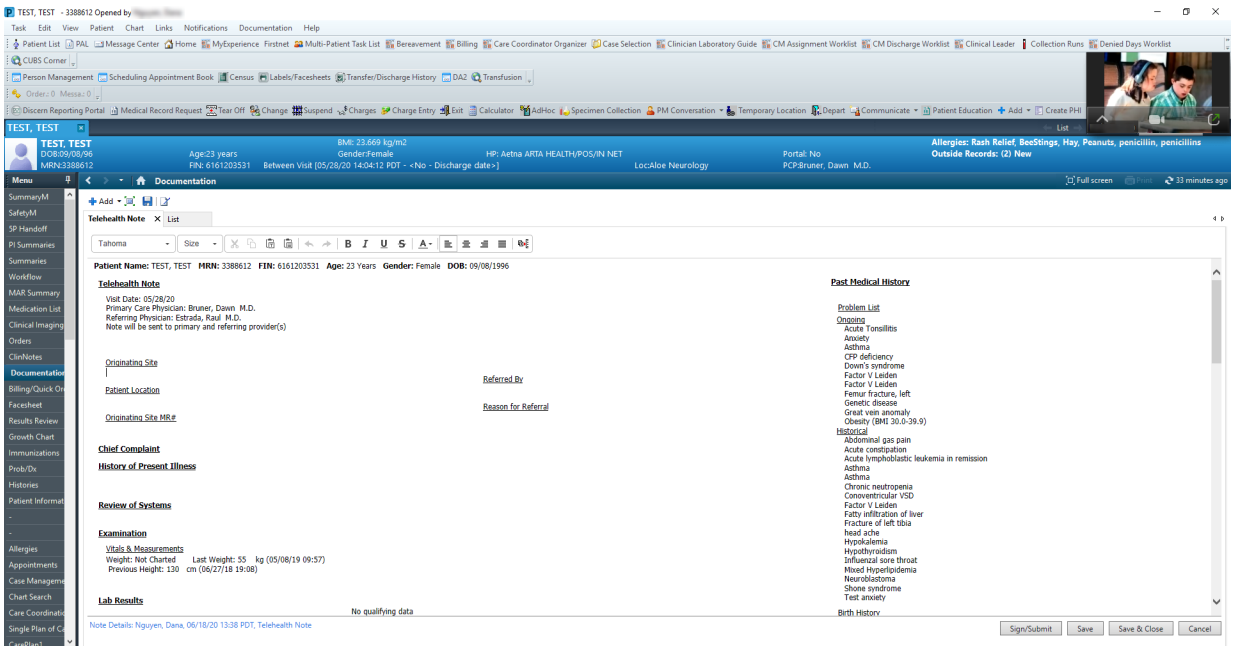 TEST, TEST - 3388612 Opened by
Task Edit View Patient Chart Links Notifications Documentation Help
Patient List PAL Message Center Home MyExperience Firstnet Multi-Patient Task List Bereavement Billing Care Coordinator Organizer Case Selection Clinician Laboratory Guide CM Assignment Worklist CM Discharge Worklist Clinical Leader Collection Runs Denied Days Worklist
CUBS Corner
Person Management Scheduling Appointment Book Census Labels/Facesheets Transfer/Discharge History DA2 Transfusion
Order: 0 Messa: 0
Discern Reporting Portal Medical Record Request Tear Off Change Suspend Charges Charge Entry Exit Calculator AdHoc Specimen Collection PM Conversation Temporary Location Depart Communicate Patient Education Add Create PHI
TEST, TEST List
TEST, TEST BMI: 23.669 kg/m2 Allergies: Rash Relief, BeeStings, Hay, Peanuts, penicillin, penicillins
DOB:09/08/96 Age:23 years Gender:Female HP: Aetna ARTA HEALTH/POS/IN NET Portal: No Outside Records: (2) New
MRN:3388612 FIN: 6161203531 Between Visit [05/28/20 14:04:12 PDT - <No - Discharge date>] Loc:Aloe Neurology PCP:Bruner, Dawn M.D.
Menu Documentation Full screen Print 33 minutes ago
SummaryM
SafetyM
SP Handoff
PI Summaries
Summaries
Workflow
MAR Summary
Medication List
Clinical Imaging
Orders
ClinNotes
Documentation
Billing/Quick Or
Facesheet
Results Review
Growth Chart
Immunizations
Prob/Dx
Histories
Patient Informat
-
-
Allergies
Appointments
Case Manageme
Chart Search
Care Coordinatio
Single Plan of Ca
CarePlan1
Add
Telehealth Note List
Tahoma Size B I U S A
Patient Name: TEST, TEST MRN: 3388612 FIN: 6161203531 Age: 23 Years Gender: Female DOB: 09/08/1996
Telehealth Note
Visit Date: 05/28/20
Primary Care Physician: Bruner, Dawn M.D.
Referring Physician: Estrada, Raul M.D.
Note will be sent to primary and referring provider(s)
Originating Site
Referred By
Patient Location
Reason for Referral
Originating Site MR#
Chief Complaint
History of Present Illness
Review of Systems
Examination
Vitals & Measurements
Weight: Not Charted Last Weight: 55 kg (05/08/19 09:57)
Previous Height: 130 cm (06/27/18 19:08)
Lab Results
No qualifying data
Past Medical History
Problem List
Ongoing
Acute Tonsillitis
Anxiety
Asthma
CFP deficiency
Down's syndrome
Factor V Leiden
Factor V Leiden
Femur fracture, left
Genetic disease
Great vein anomaly
Obesity (BMI 30.0-39.9)
Historical
Abdominal gas pain
Acute constipation
Acute lymphoblastic leukemia in remission
Asthma
Asthma
Chronic neutropenia
Conoventricular VSD
Factor V Leiden
Fatty infiltration of liver
Fracture of left tibia
head ache
Hypokalemia
Hypothyroidism
Influenzal sore throat
Mixed Hyperlipidemia
Neuroblastoma
Shone syndrome
Test anxiety
Birth History
Note Details: Nguyen, Dana, 06/18/20 13:38 PDT, Telehealth Note
Sign/Submit Save Save & Close Cancel